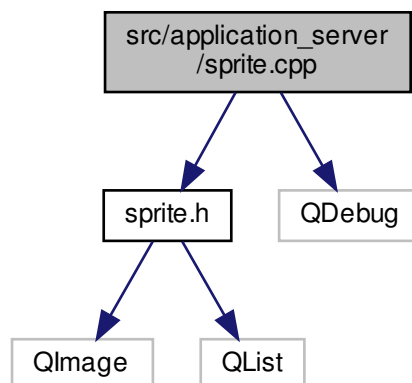 src/application_server
/sprite.cpp
sprite.h
QDebug
QImage
QList